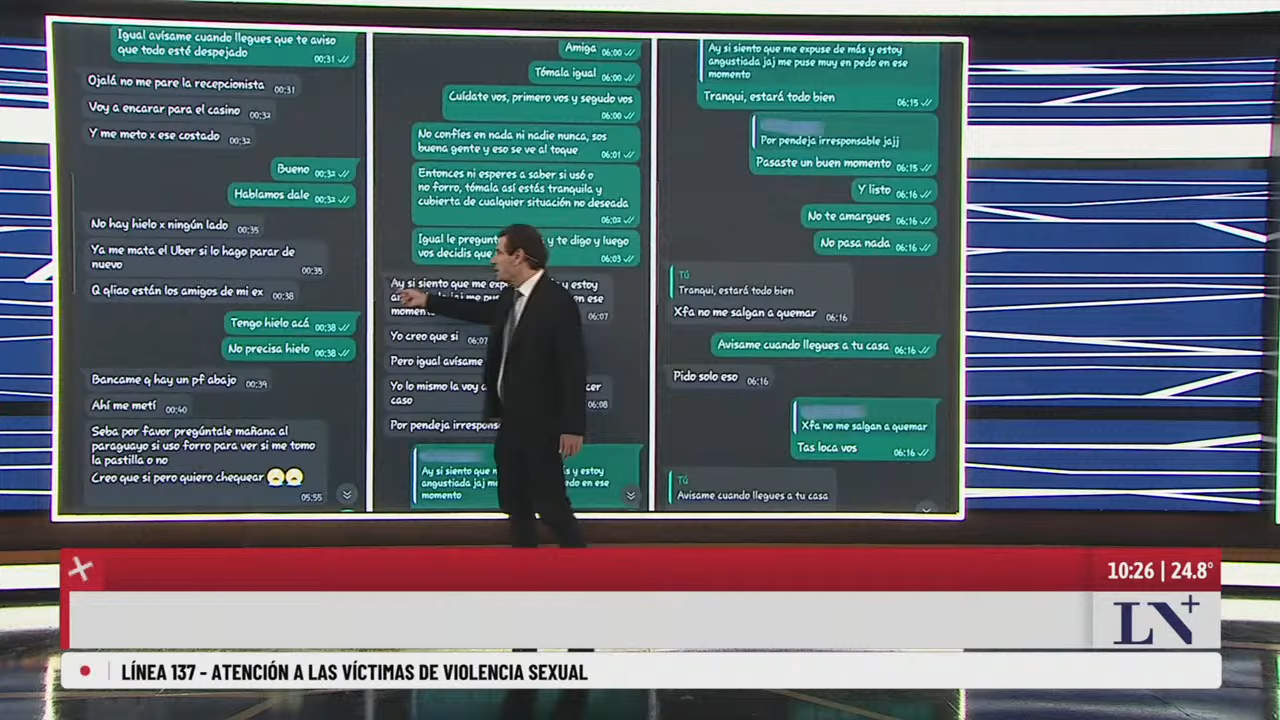 Igual avísame cuando llegues que te aviso
que todo esté despejado
00:31
Ojalá no me pare la recepcionista 00:31
Voy a encarar para el casino 00:32
Y me meto x ese costado 00:32
Bueno 00:32
Hablamos dale 00:32
No hay hielo x ningún lado 00:35
Ya me mata el Uber si lo hago parar de
nuevo
00:35
Q qliao están los amigos de mi ex 00:38
Tengo hielo acá 00:38
No precisa hielo 00:38
Bancame q hay un pf abajo 00:39
Ahí me metí 00:40
Seba por favor pregúntale mañana al
paraguayo si uso forro para ver si me tomo
la pastilla o no
Creo que si pero quiero chequear
05:55
Amiga 06:00
Tómala igual 06:00
Cuídate vos, primero vos y segudo vos
06:00
No confíes en nada ni nadie nunca, sos
buena gente y eso se ve al toque
06:01
Entonces ni esperes a saber si usó o
no forro, tómala así estás tranquila y
cubierta de cualquier situación no deseada
06:02
Igual le pregunt y te digo y luego
vos decidis que
06:03
Ay si siento que me exp y estoy
jaj me pus en ese
moment
06:07
Yo creo que si 06:07
Pero igual avísame
Yo lo mismo la voy a cer
caso
06:08
Por pendeja irrespons
Ay si siento que m s y estoy
angustiada jaj m pedo en ese
momento
Ay si siento que me expuse de más y estoy
angustiada jaj me puse muy en pedo en ese
momento
Tranqui, estará todo bien
06:15
Por pendeja irresponsable jajj
Pasaste un buen momento 06:15
Y listo 06:16
No te amargues 06:16
No pasa nada 06:16
Tú
Tranqui, estará todo bien
Xfa no me salgan a quemar 06:16
Avisame cuando llegues a tu casa 06:16
Pido solo eso 06:16
Xfa no me salgan a quemar
Tas loca vos 06:16
Tú
Avisame cuando llegues a tu casa
10:26 | 24.8°
LN+
LÍNEA 137 - ATENCIÓN A LAS VÍCTIMAS DE VIOLENCIA SEXUAL